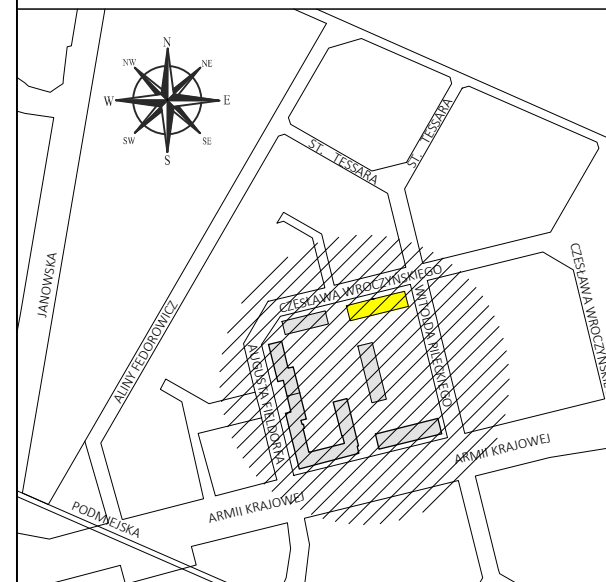 N
NW
NE
W
E
SW
SE
S
ST. TESSARA
ST. TESSARA
JANOWSKA
ALINY FEDOROWICZ
CZESŁAWA WROCZYŃSKIEGO
WITOLDA PILECKIEGO
CZESŁAWA WROCZYŃSKIE
AUGUSTA FIELDORFA
ARMII KRAJOWEJ
ARMII KRAJOWEJ
PODMIEJSKA